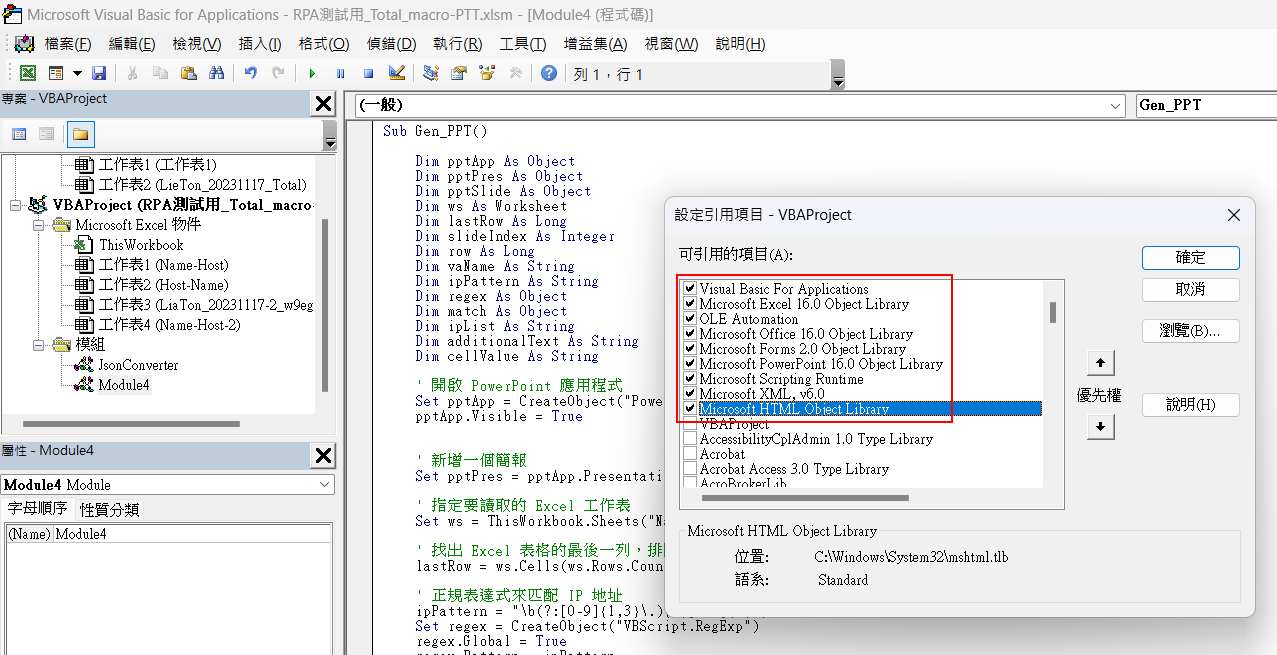 Microsoft Visual Basic for Applications - RPA測試用_Total_macro-PTT.xlsm - [Module4 (程式碼)]
檔案(F) 編輯(E) 檢視(V) 插入(I) 格式(O) 偵錯(D) 執行(R) 工具(T) 增益集(A) 視窗(W) 說明(H)
列 1，行 1
專案 - VBAProject
工作表1 (工作表1)
工作表2 (LieTon_20231117_Total)
VBAProject (RPA測試用_Total_macro-
Microsoft Excel 物件
ThisWorkbook
工作表1 (Name-Host)
工作表2 (Host-Name)
工作表3 (LiaTon_20231117-2_w9eg
工作表4 (Name-Host-2)
模組
JsonConverter
Module4
屬性 - Module4
Module4 Module
字母順序 性質分類
(Name) Module4
(一般) Gen_PPT
Sub Gen_PPT()
Dim pptApp As Object
Dim pptPres As Object
Dim pptSlide As Object
Dim ws As Worksheet
Dim lastRow As Long
Dim slideIndex As Integer
Dim row As Long
Dim vaName As String
Dim ipPattern As String
Dim regex As Object
Dim match As Object
Dim ipList As String
Dim additionalText As String
Dim cellValue As String
' 開啟 PowerPoint 應用程式
Set pptApp = CreateObject("Powe
pptApp.Visible = True
' 新增一個簡報
Set pptPres = pptApp.Presentati
' 指定要讀取的 Excel 工作表
Set ws = ThisWorkbook.Sheets("Na
' 找出 Excel 表格的最後一列，排
lastRow = ws.Cells(ws.Rows.Coun
' 正規表達式來匹配 IP 地址
ipPattern = "\b(?:[0-9]{1,3}\.)
Set regex = CreateObject("VBScript.RegExp")
regex.Global = True
設定引用項目 - VBAProject
可引用的項目(A):
Visual Basic For Applications
Microsoft Excel 16.0 Object Library
OLE Automation
Microsoft Office 16.0 Object Library
Microsoft Forms 2.0 Object Library
Microsoft PowerPoint 16.0 Object Library
Microsoft Scripting Runtime
Microsoft XML, v6.0
Microsoft HTML Object Library
VBAProject
AccessibilityCplAdmin 1.0 Type Library
Acrobat
Acrobat Access 3.0 Type Library
AcroBrokerLib
優先權
確定
取消
瀏覽(B)...
說明(H)
Microsoft HTML Object Library
位置: C:\Windows\System32\mshtml.tlb
語系: Standard